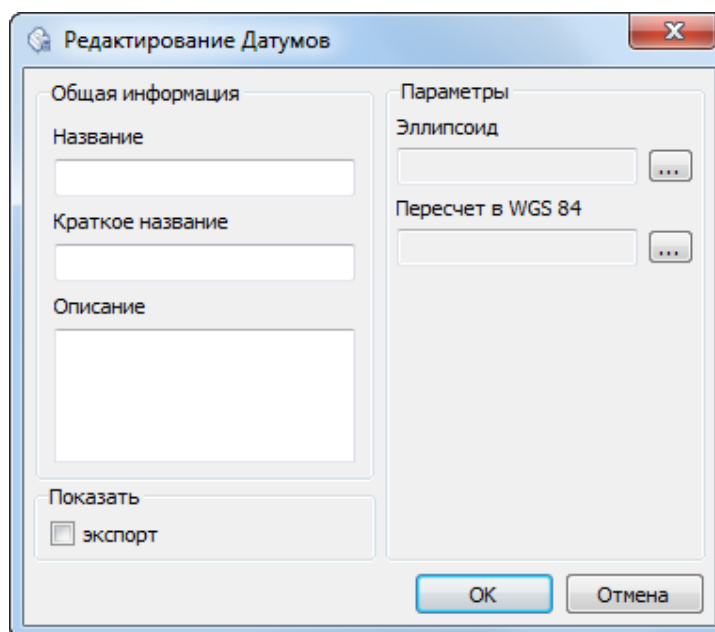 Редактирование Датумов
Общая информация
Название
Краткое название
Описание
Показать
экспорт
Параметры
Эллипсоид
...
Пересчет в WGS 84
...
OK
Отмена